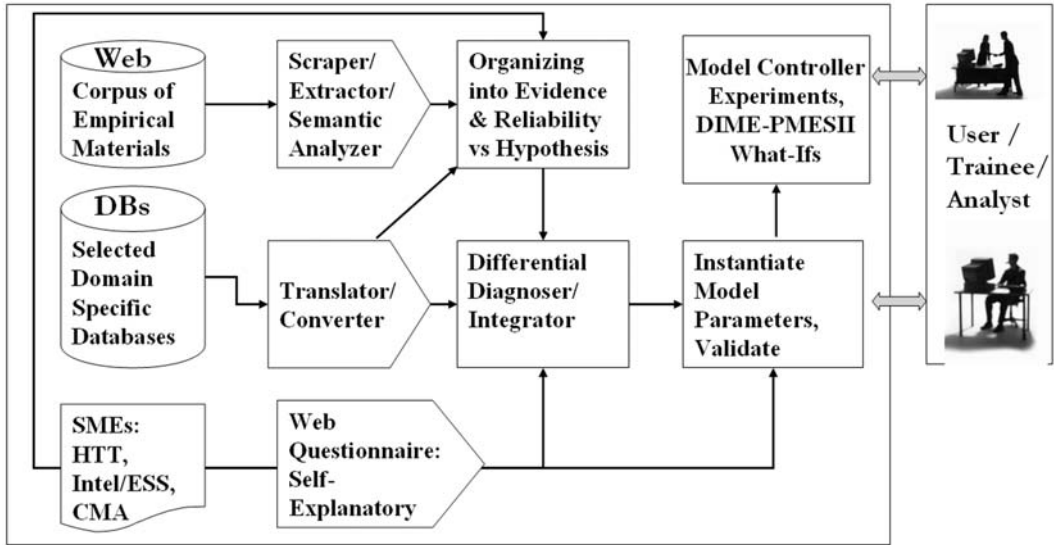 Web
Corpus of
Empirical
Materials
Scraper/
Extractor/
Semantic
Analyzer
Organizing
into Evidence
& Reliability
vs Hypothesis
Model Controller
Experiments,
DIME-PMESII
What-Ifs
User /
Trainee/
Analyst
DBs
Selected
Domain
Specific
Databases
Translator/
Converter
Differential
Diagnoser/
Integrator
Instantiate
Model
Parameters,
Validate
SMEs:
HTT,
Intel/ESS,
CMA
Web
Questionnaire:
Self-
Explanatory